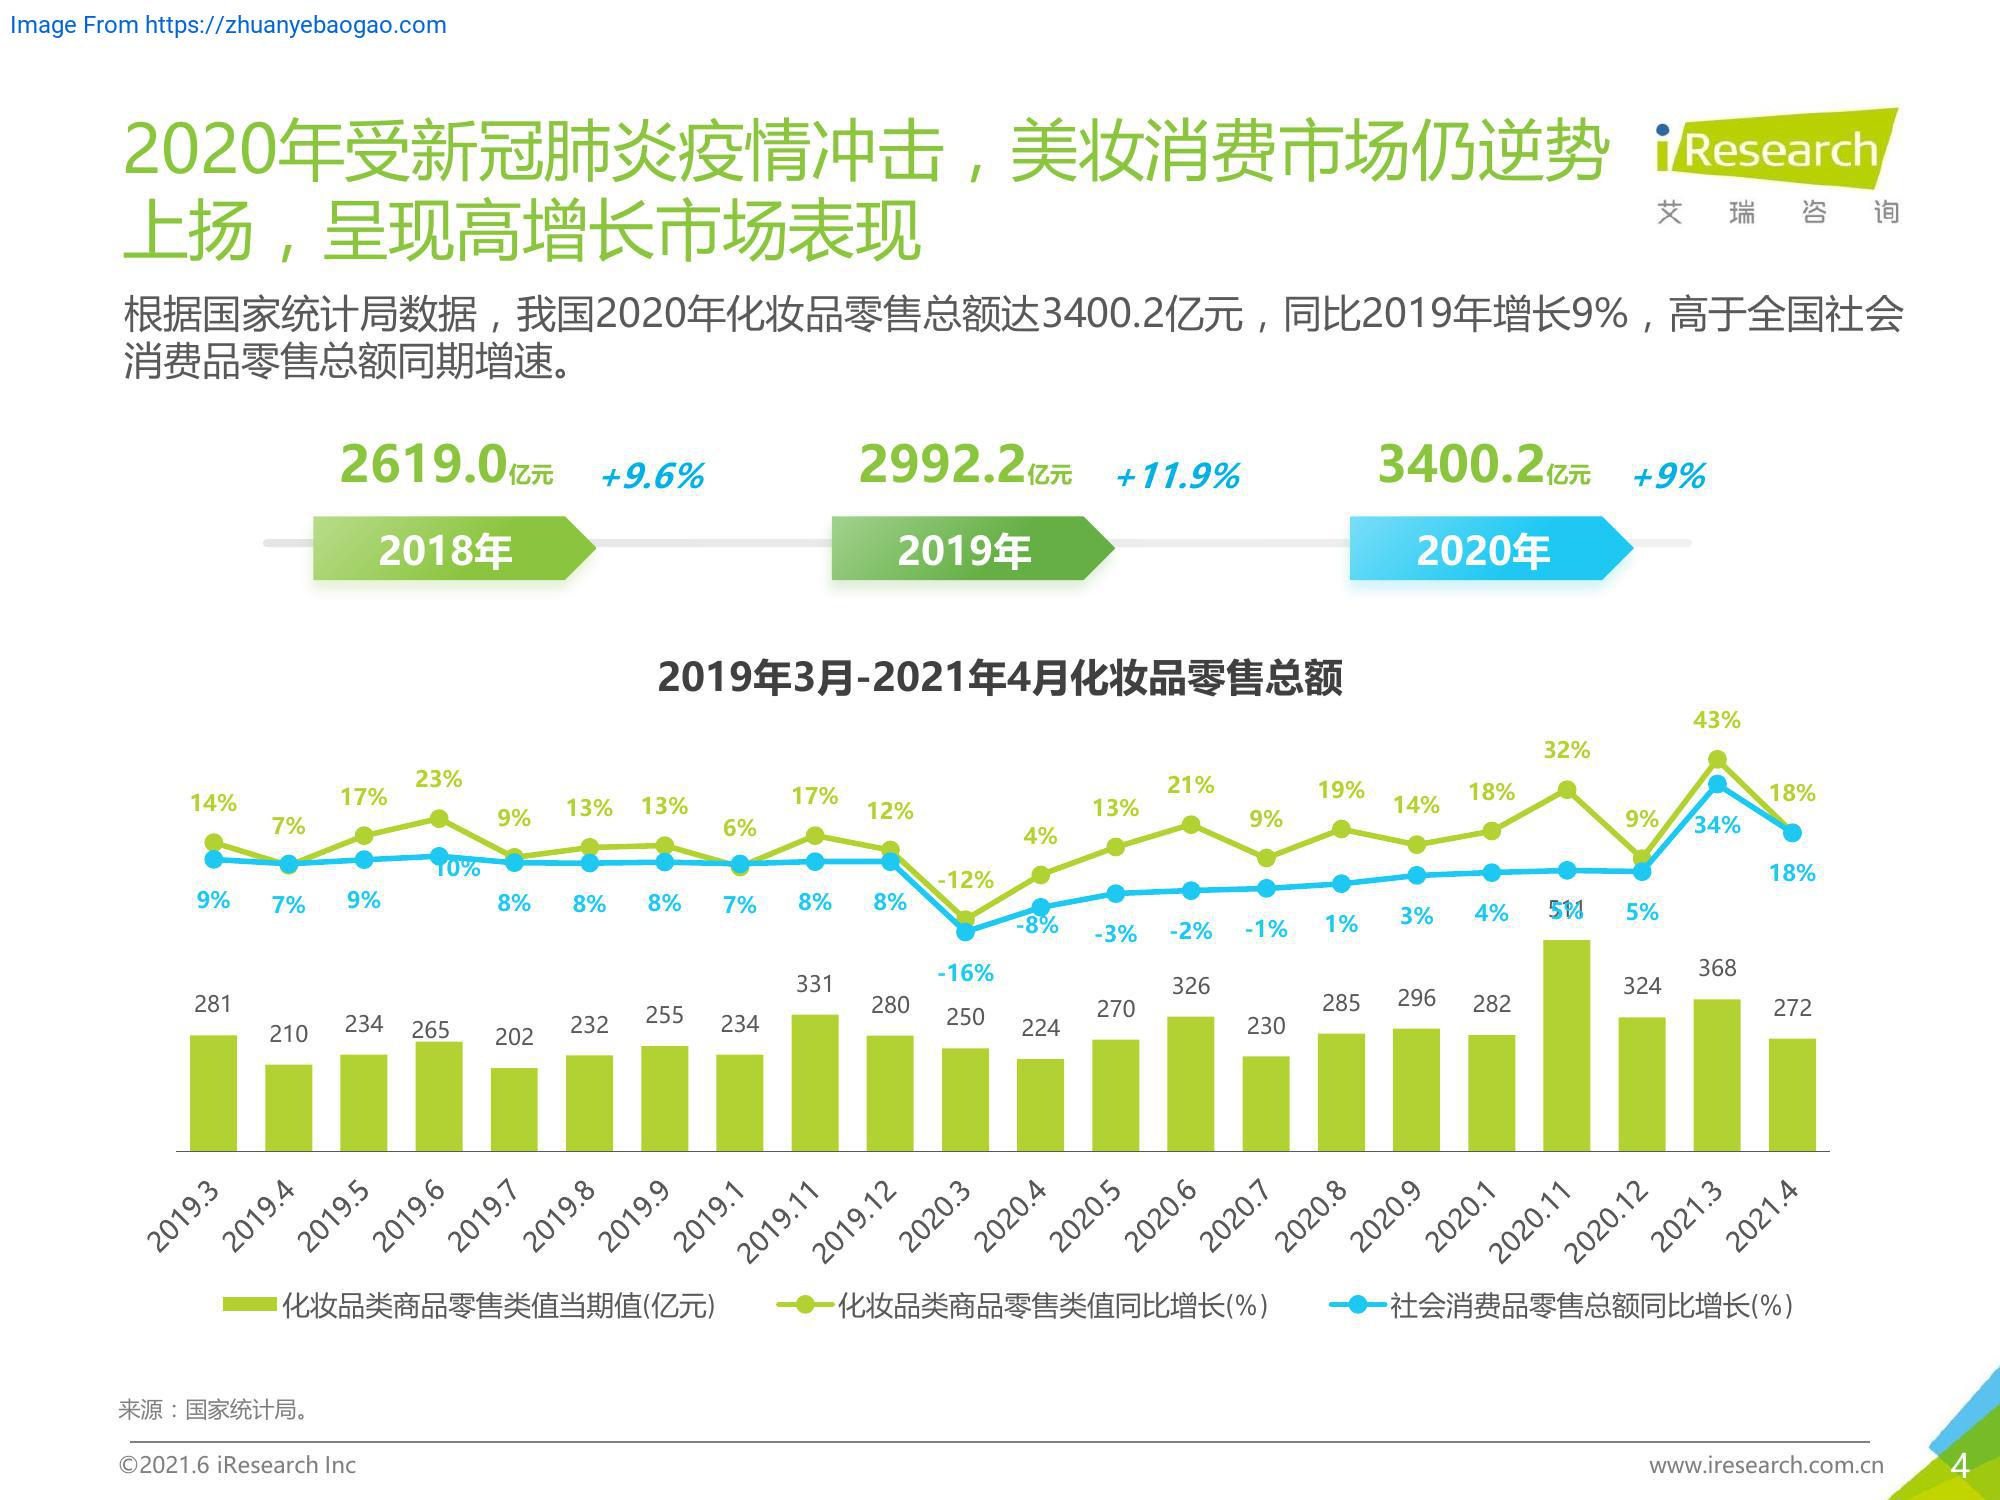 Image From https://zhuanyebaogao.com
2020年受新冠肺炎疫情冲击，美妆消费市场仍逆势
上扬，呈现高增长市场表现
iResearch
艾瑞咨询
根据国家统计局数据，我国2020年化妆品零售总额达3400.2亿元，同比2019年增长9%，高于全国社会
消费品零售总额同期增速。
2619.0亿元 +9.6% 2992.2亿元 +11.9% 3400.2亿元 +9%
2018年 2019年 2020年
2019年3月-2021年4月化妆品零售总额
14% 7% 17% 23% 9% 13% 13% 6% 17% 12% -12% 4% 13% 21% 9% 19% 14% 18% 32% 9% 43% 18%
9% 7% 9% 10% 8% 8% 8% 7% 8% 8% -16% -8% -3% -2% -1% 1% 3% 4% 5% 5% 34% 18%
281 210 234 265 202 232 255 234 331 280 250 224 270 326 230 285 296 282 511 324 368 272
2019.3 2019.4 2019.5 2019.6 2019.7 2019.8 2019.9 2019.1 2019.11 2019.12 2020.3 2020.4 2020.5 2020.6 2020.7 2020.8 2020.9 2020.1 2020.11 2020.12 2021.3 2021.4
化妆品类商品零售类值当期值(亿元) 化妆品类商品零售类值同比增长(%) 社会消费品零售总额同比增长(%)
来源：国家统计局。
©2021.6 iResearch Inc www.iresearch.com.cn 4